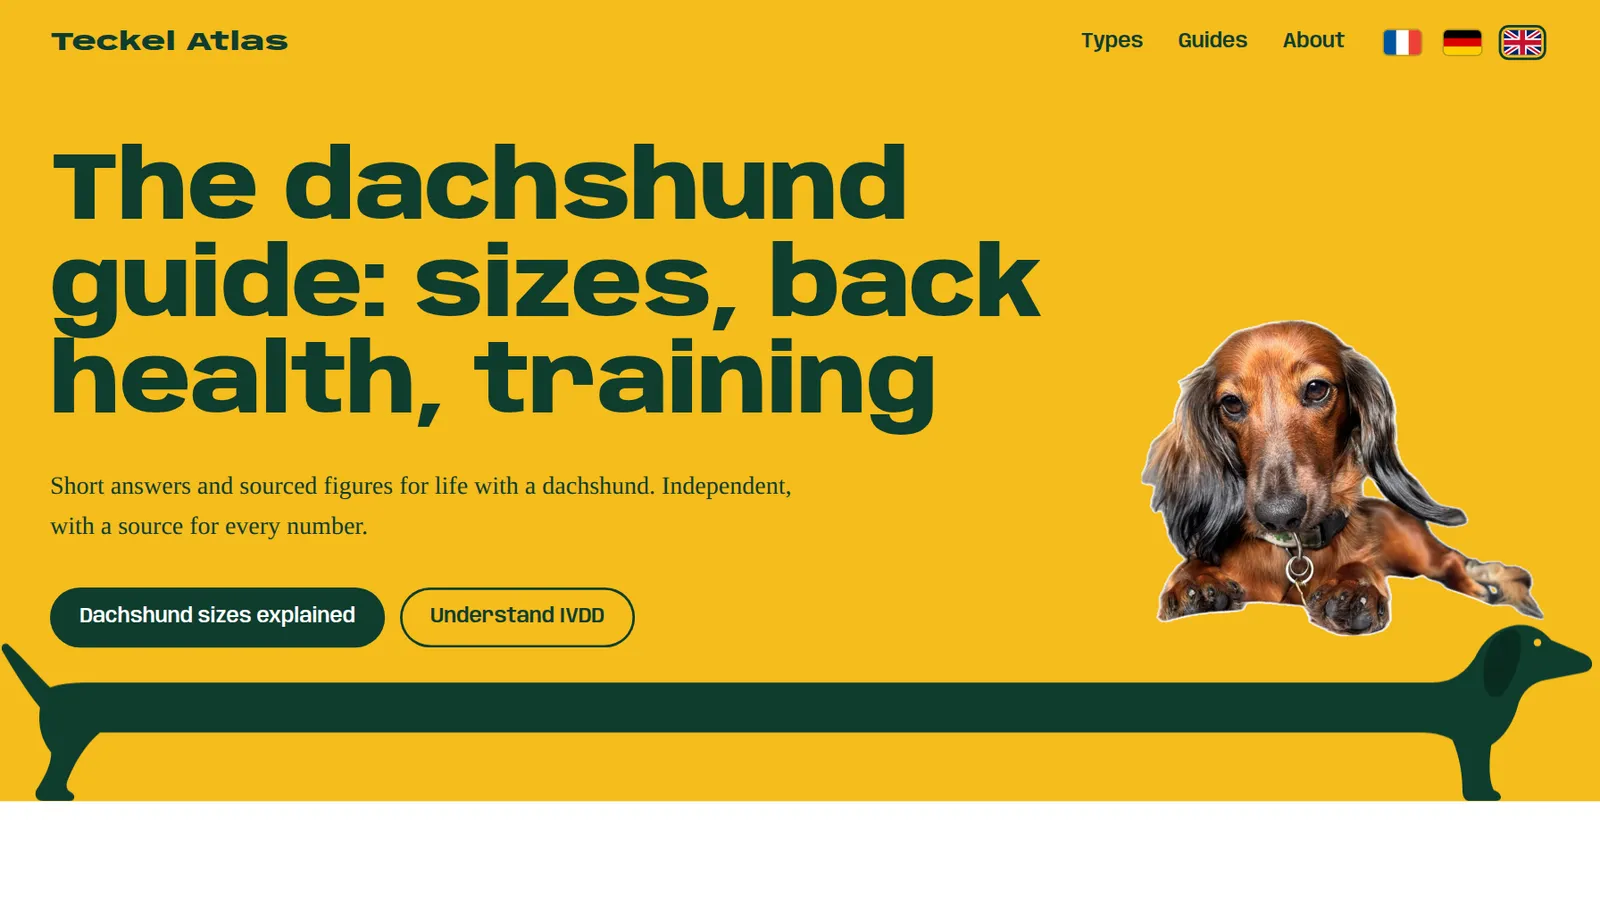 Teckel Atlas
Types
Guides
About
The dachshund
guide: sizes, back
health, training
Short answers and sourced figures for life with a dachshund. Independent,
with a source for every number.
Dachshund sizes explained
Understand IVDD